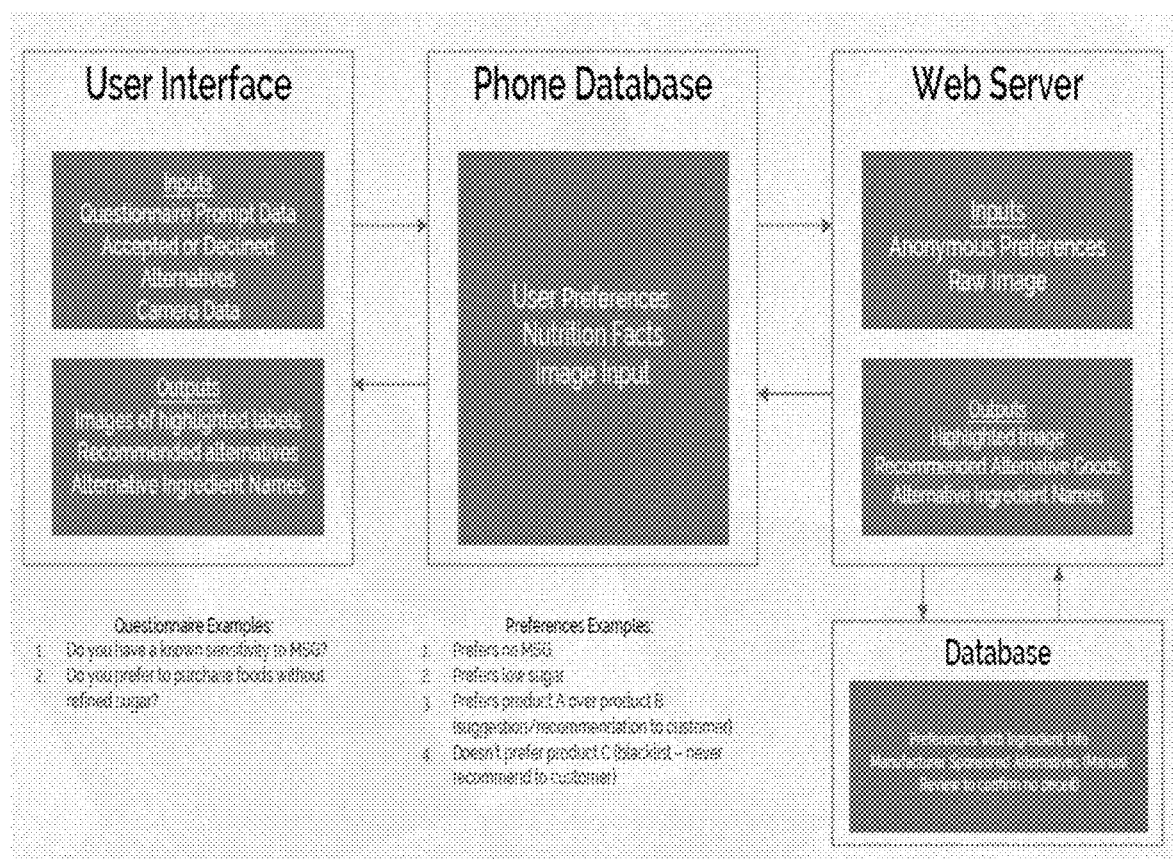 User Interface
Inputs
Questionnaire Prompt Data
Accepted or Declined
Alternatives
Camera Data
Outputs
Images of highlighted labels
Recommended alternatives
Alternative Ingredient Names
Questionnaire Examples:
1. Do you have a known sensitivity to MSG?
2. Do you prefer to purchase foods without
refined sugar?
Phone Database
User Preferences
Nutrition Facts
Image Input
Preferences Examples:
1. Prefers no MSG
2. Prefers low sugar
3. Prefers product A over product B
(suggestion/recommendation to customer)
4. Doesn't prefer product C (blacklist – never
recommend to customer)
Web Server
Inputs
Anonymous Preferences
Raw Image
Outputs
Highlighted Image
Recommended Alternative Goods
Alternative Ingredient Names
Database